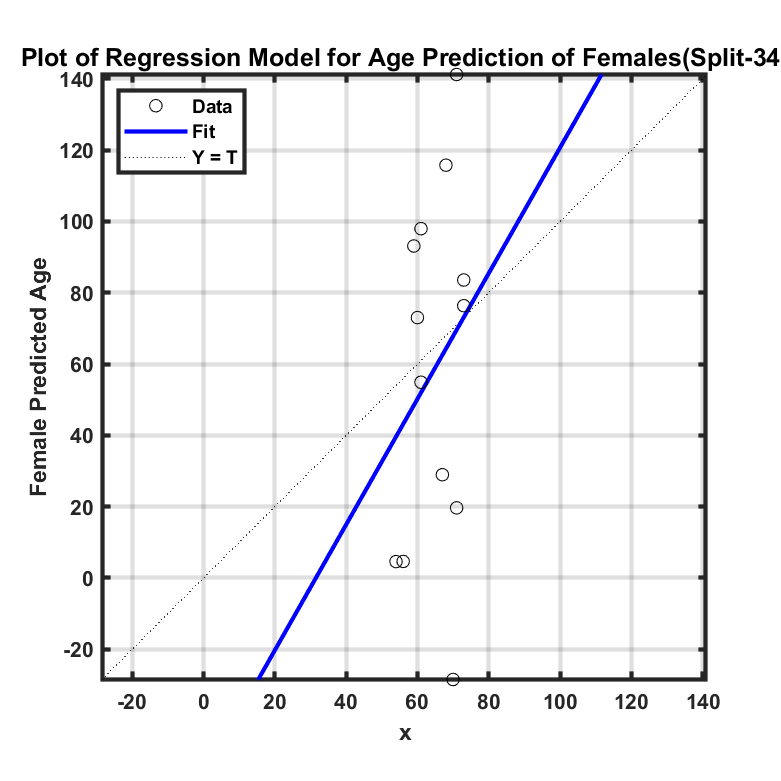 Plot of Regression Model for Age Prediction of Females(Split-34
140
120
100
80
60
40
20
0
-20
Data
Fit
Y = T
Female Predicted Age
-20 0 20 40 60 80 100 120 140
x